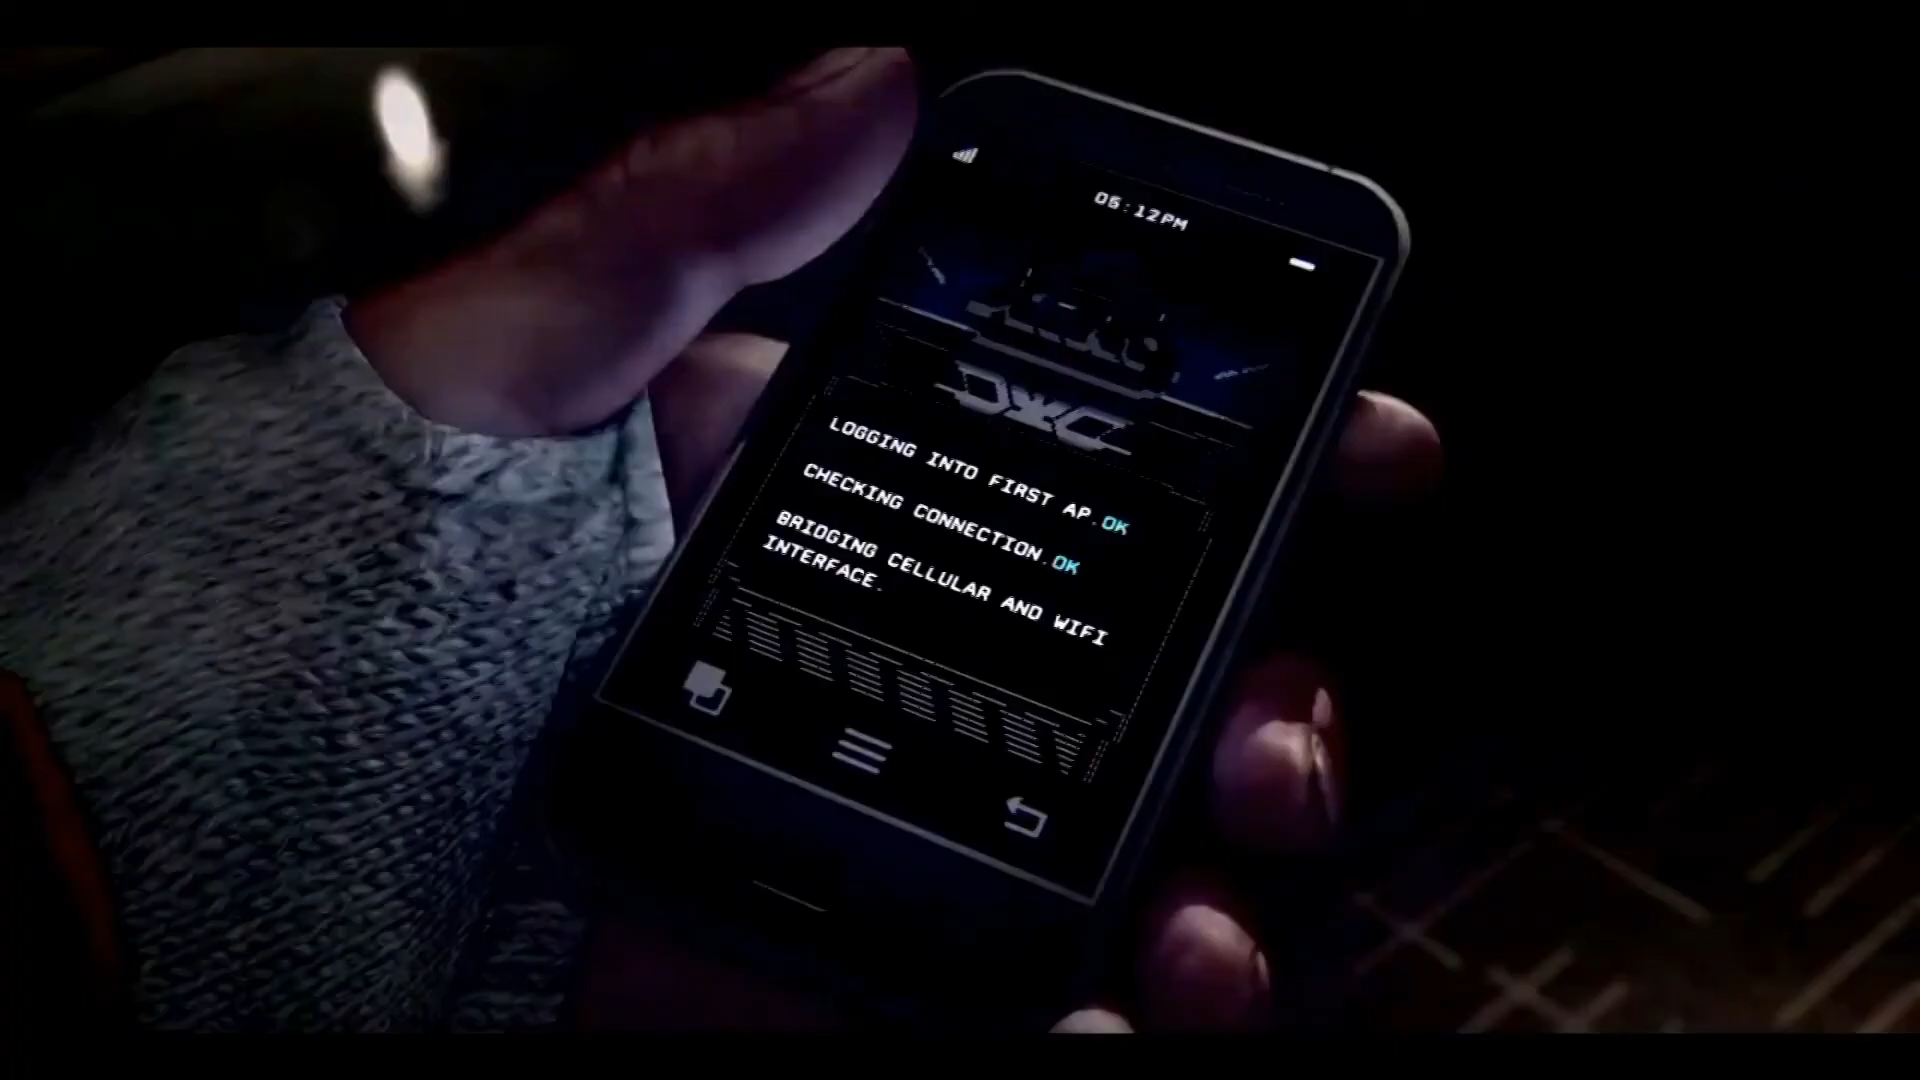 06:12PM
LOGGING INTO FIRST AP.OK
CHECKING CONNECTION.OK
BRIDGING CELLULAR AND WIFI
INTERFACE.